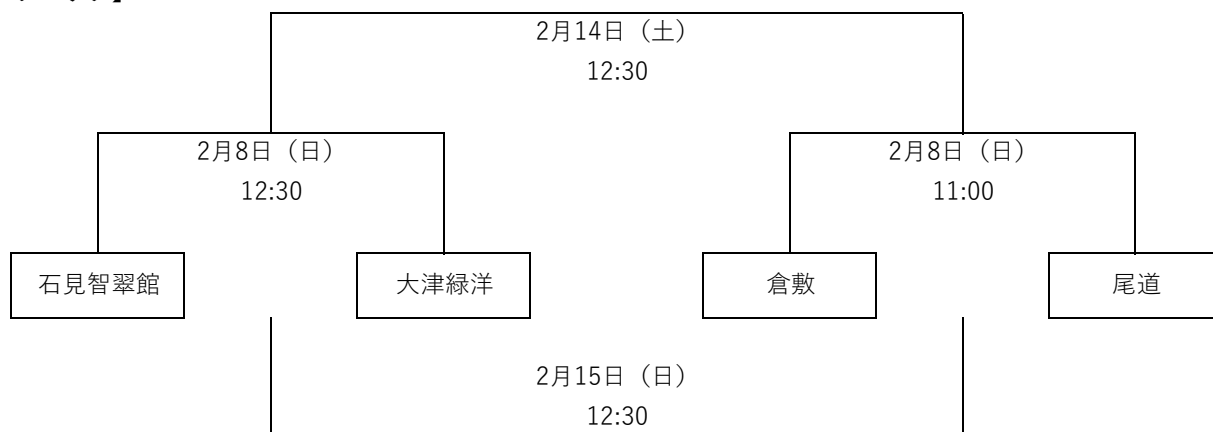 2月14日（土）
12:30
2月8日（日）
12:30
2月8日（日）
11:00
石見智翠館
大津緑洋
倉敷
尾道
2月15日（日）
12:30